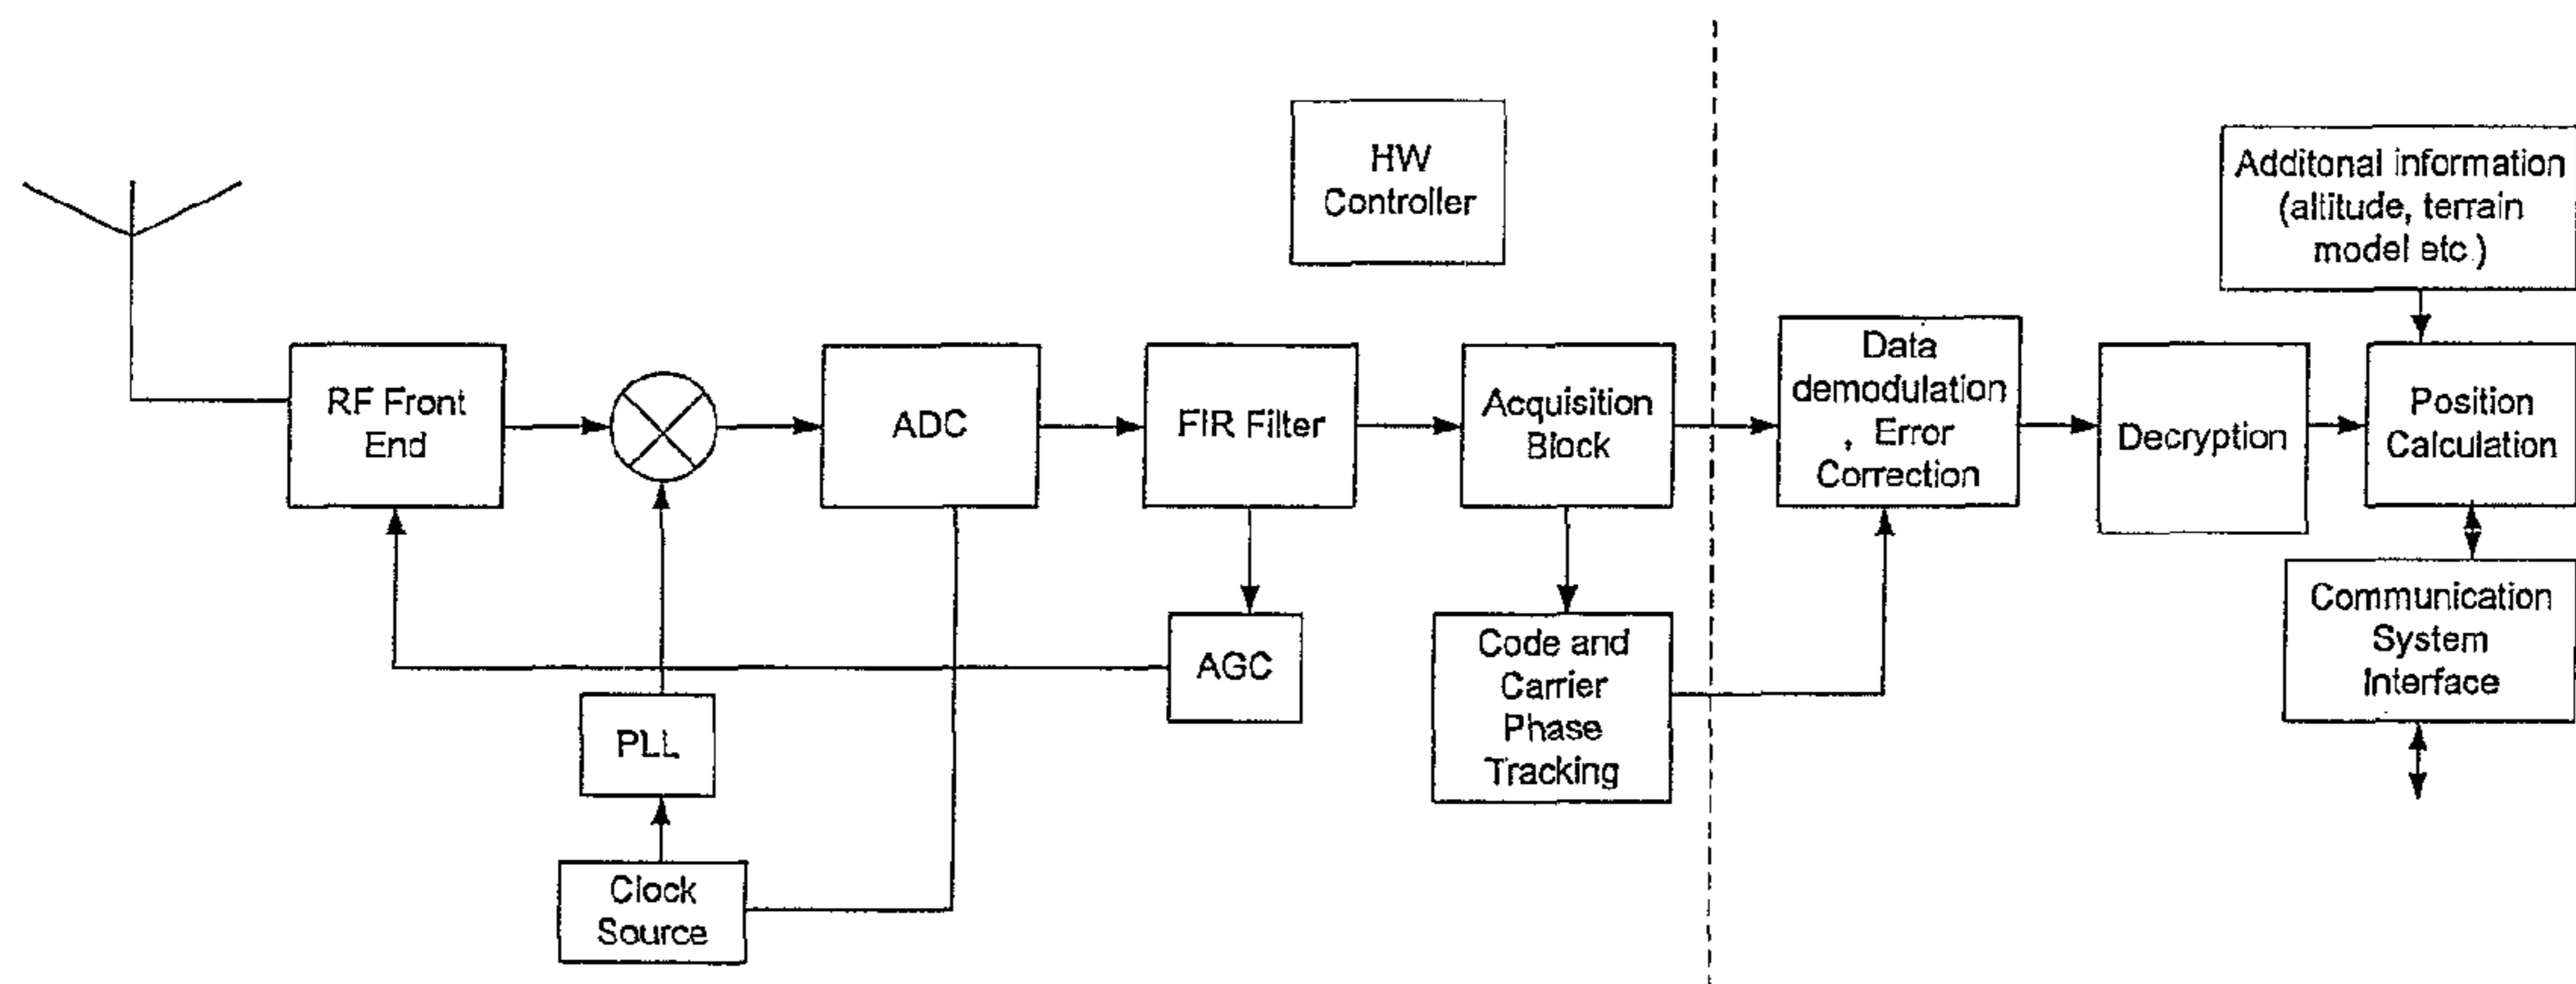 HW
Controller
Additonal information
(altitude, terrain
model etc.)
RF Front
End
ADC
FIR Filter
Acquisition
Block
Data
demodulation
, Error
Correction
Decryption
Position
Calculation
AGC
PLL
Clock
Source
Code and
Carrier
Phase
Tracking
Communication
System
Interface